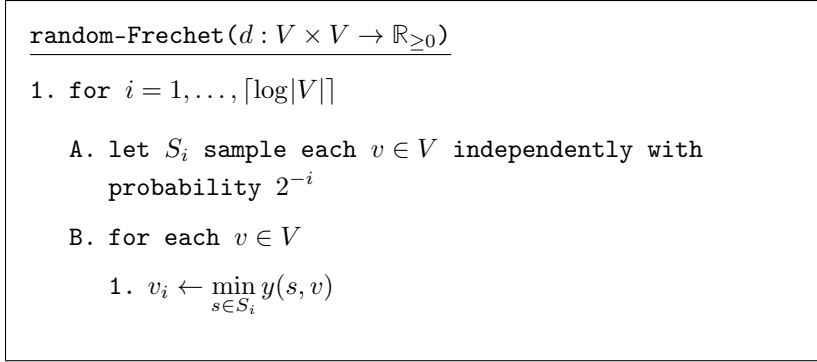 random-Frechet(d : V × V → ℝ≥0)
1. for i = 1, . . . , ⌈log|V|⌉
A. let Sᵢ sample each v ∈ V independently with
probability 2⁻ⁱ
B. for each v ∈ V
1. vᵢ ← min y(s, v)
s∈Sᵢ